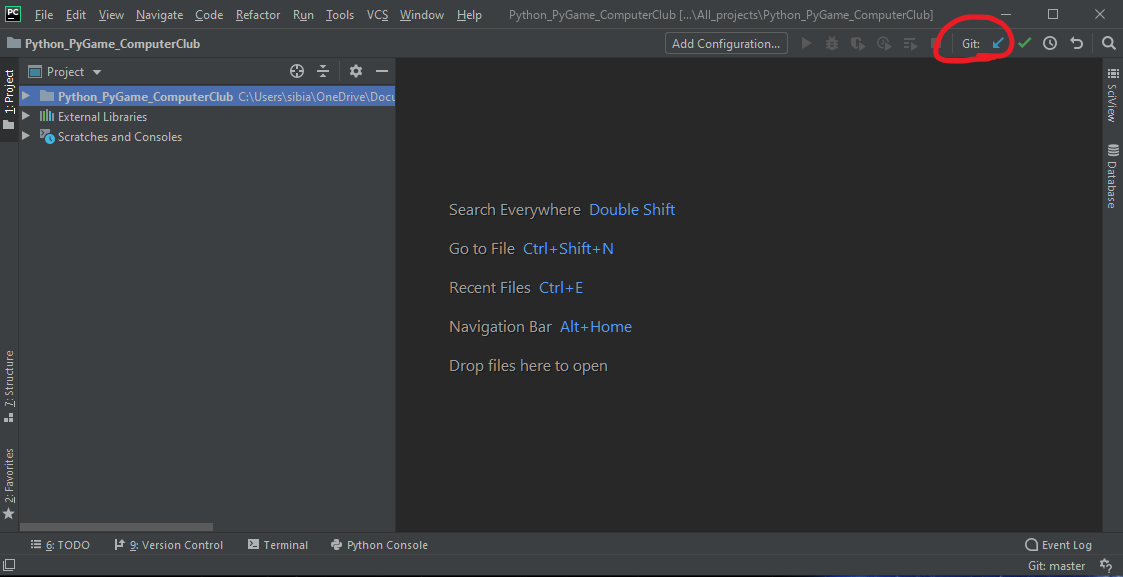 PC File Edit View Navigate Code Refactor Run Tools VCS Window Help Python_PyGame_ComputerClub [...\All_projects\Python_PyGame_ComputerClub]
Python_PyGame_ComputerClub Add Configuration... Git:
Project
Python_PyGame_ComputerClub C:\Users\sibia\OneDrive\Docu
External Libraries
Scratches and Consoles
1: Project
7: Structure
2: Favorites
Search Everywhere Double Shift
Go to File Ctrl+Shift+N
Recent Files Ctrl+E
Navigation Bar Alt+Home
Drop files here to open
SciView
Database
6: TODO 9: Version Control Terminal Python Console Event Log
Git: master